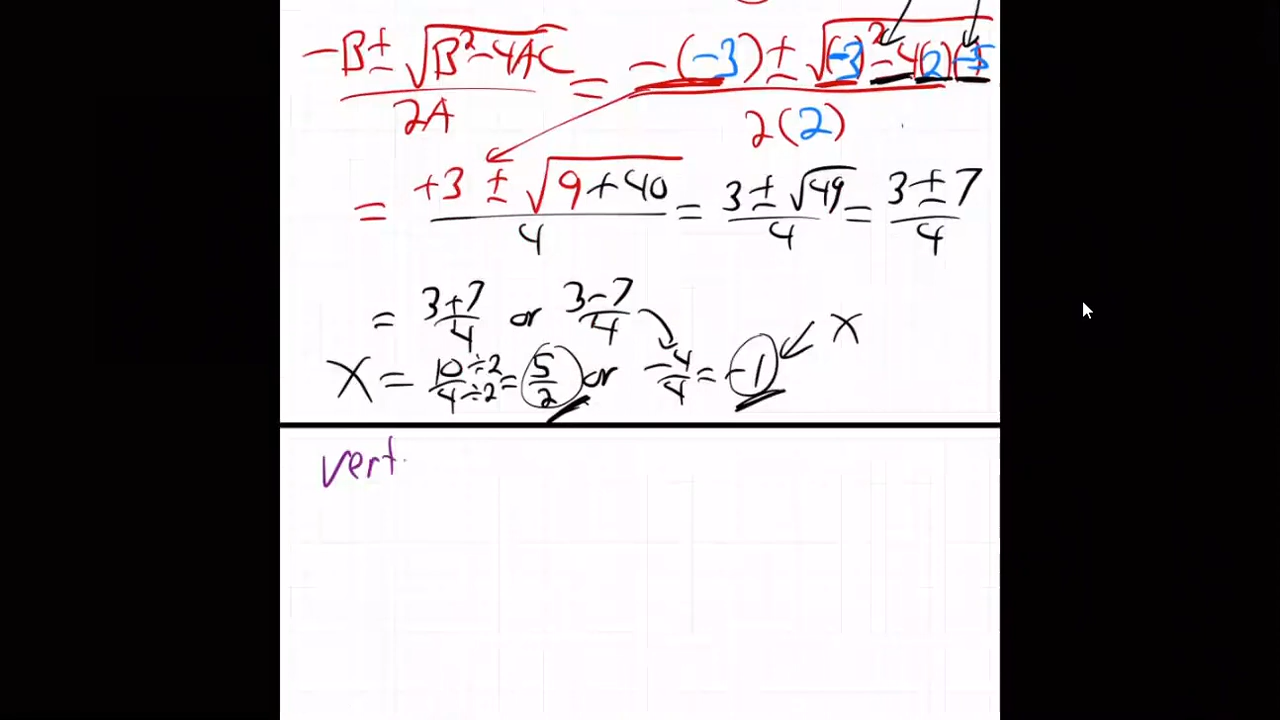 -B ± √(B² - 4AC) / 2A = -(-3) ± √((-3)² - 4(2)(-5)) / 2(2)
= +3 ± √(9 + 40) / 4 = 3 ± √49 / 4 = 3 ± 7 / 4
= 3+7 / 4 or 3-7 / 4
X = 10÷2 / 4÷2 = 5/2 or -4/4 = -1 ← X
vert